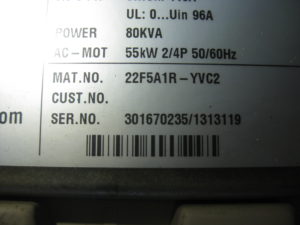 UL: 0...Uin 96A
POWER 80KVA
AC-MOT 55kW 2/4P 50/60Hz
MAT.NO. 22F5A1R-YVC2
CUST.NO.
om SER.NO. 301670235/1313119